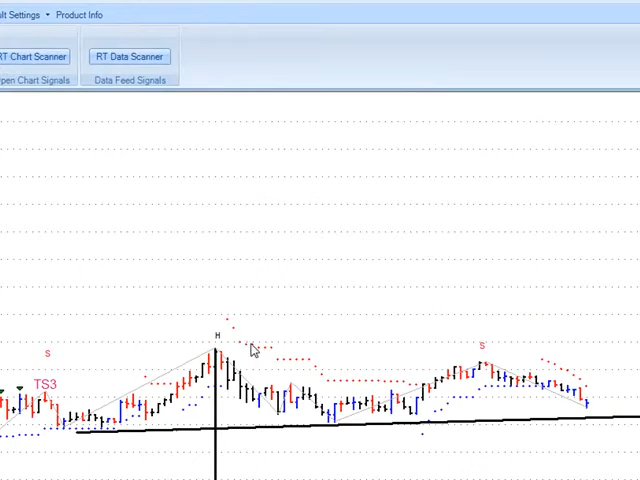 lt Settings Product Info
RT Chart Scanner RT Data Scanner
pen Chart Signals Data Feed Signals
H
S S
TS3